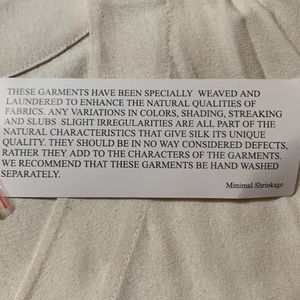 THESE GARMENTS HAVE BEEN SPECIALLY WEAVED AND
LAUNDERED TO ENHANCE THE NATURAL QUALITIES OF
FABRICS. ANY VARIATIONS IN COLORS, SHADING, STREAKING
AND SLUBS SLIGHT IRREGULARITIES ARE ALL PART OF THE
NATURAL CHARACTERISTICS THAT GIVE SILK ITS UNIQUE
QUALITY. THEY SHOULD BE IN NO WAY CONSIDERED DEFECTS,
RATHER THEY ADD TO THE CHARACTERS OF THE GARMENTS.
WE RECOMMEND THAT THESE GARMENTS BE HAND WASHED
SEPARATELY.
Minimal Shrinkage